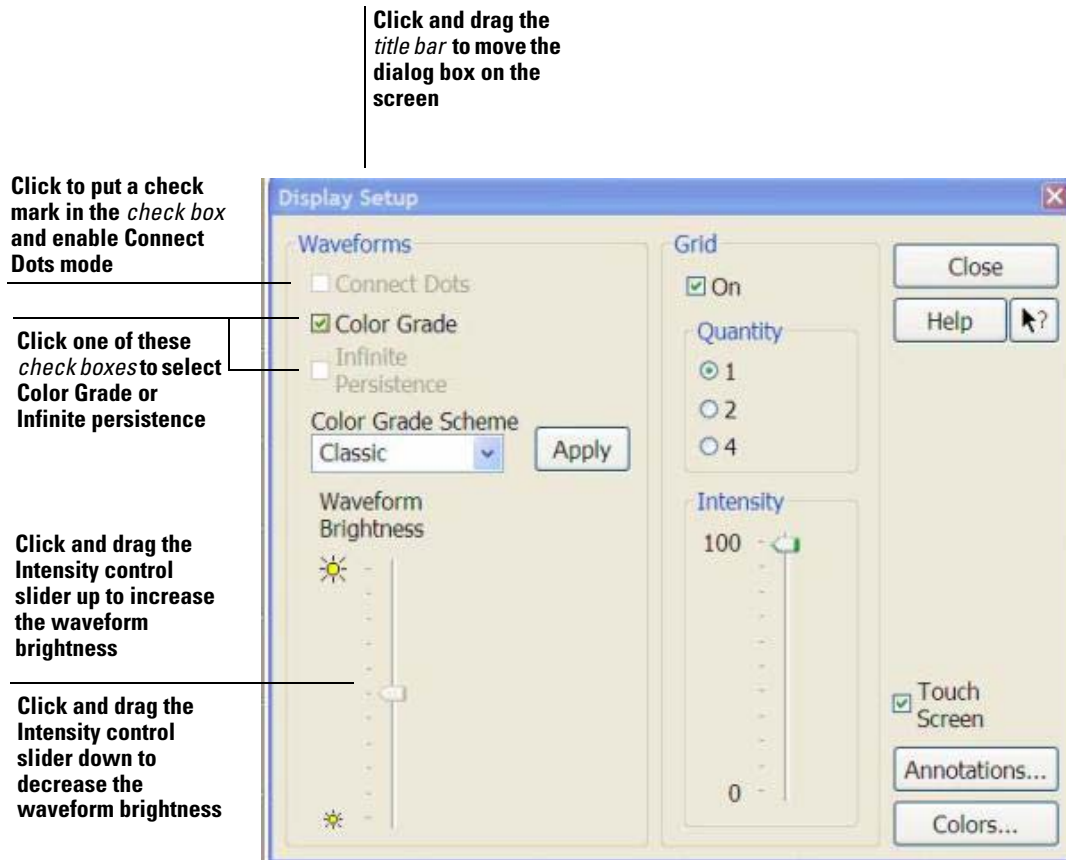 Click and drag the
title bar to move the
dialog box on the
screen
Click to put a check
mark in the check box
and enable Connect
Dots mode
Click one of these
check boxes to select
Color Grade or
Infinite persistence
Click and drag the
Intensity control
slider up to increase
the waveform
brightness
Click and drag the
Intensity control
slider down to
decrease the
waveform brightness
Display Setup
Waveforms
Connect Dots
Color Grade
Infinite
Persistence
Color Grade Scheme
Classic
Apply
Waveform
Brightness
Grid
On
Quantity
1
2
4
Intensity
100
0
Close
Help
?
Touch
Screen
Annotations...
Colors...